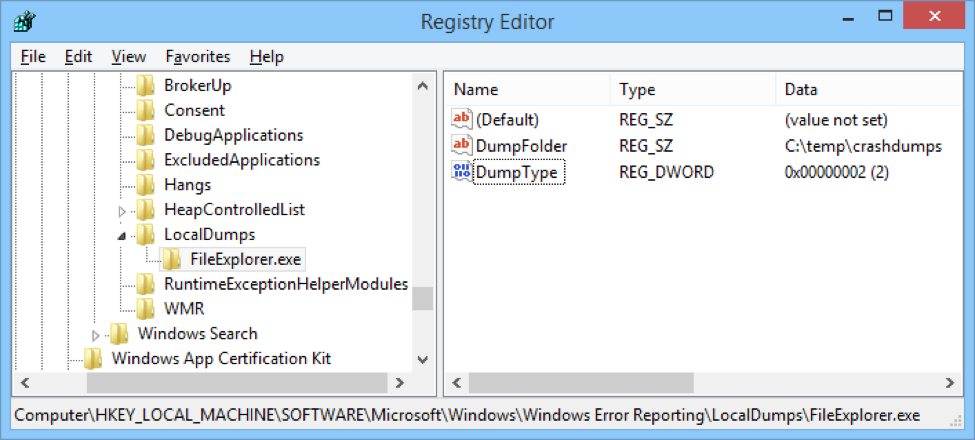 Registry Editor
File Edit View Favorites Help
BrokerUp
Consent
DebugApplications
ExcludedApplications
Hangs
HeapControlledList
LocalDumps
FileExplorer.exe
RuntimeExceptionHelperModules
WMR
Windows Search
Windows App Certification Kit
Name Type Data
(Default) REG_SZ (value not set)
DumpFolder REG_SZ C:\temp\crashdumps
DumpType REG_DWORD 0x00000002 (2)
Computer\HKEY_LOCAL_MACHINE\SOFTWARE\Microsoft\Windows\Windows Error Reporting\LocalDumps\FileExplorer.exe